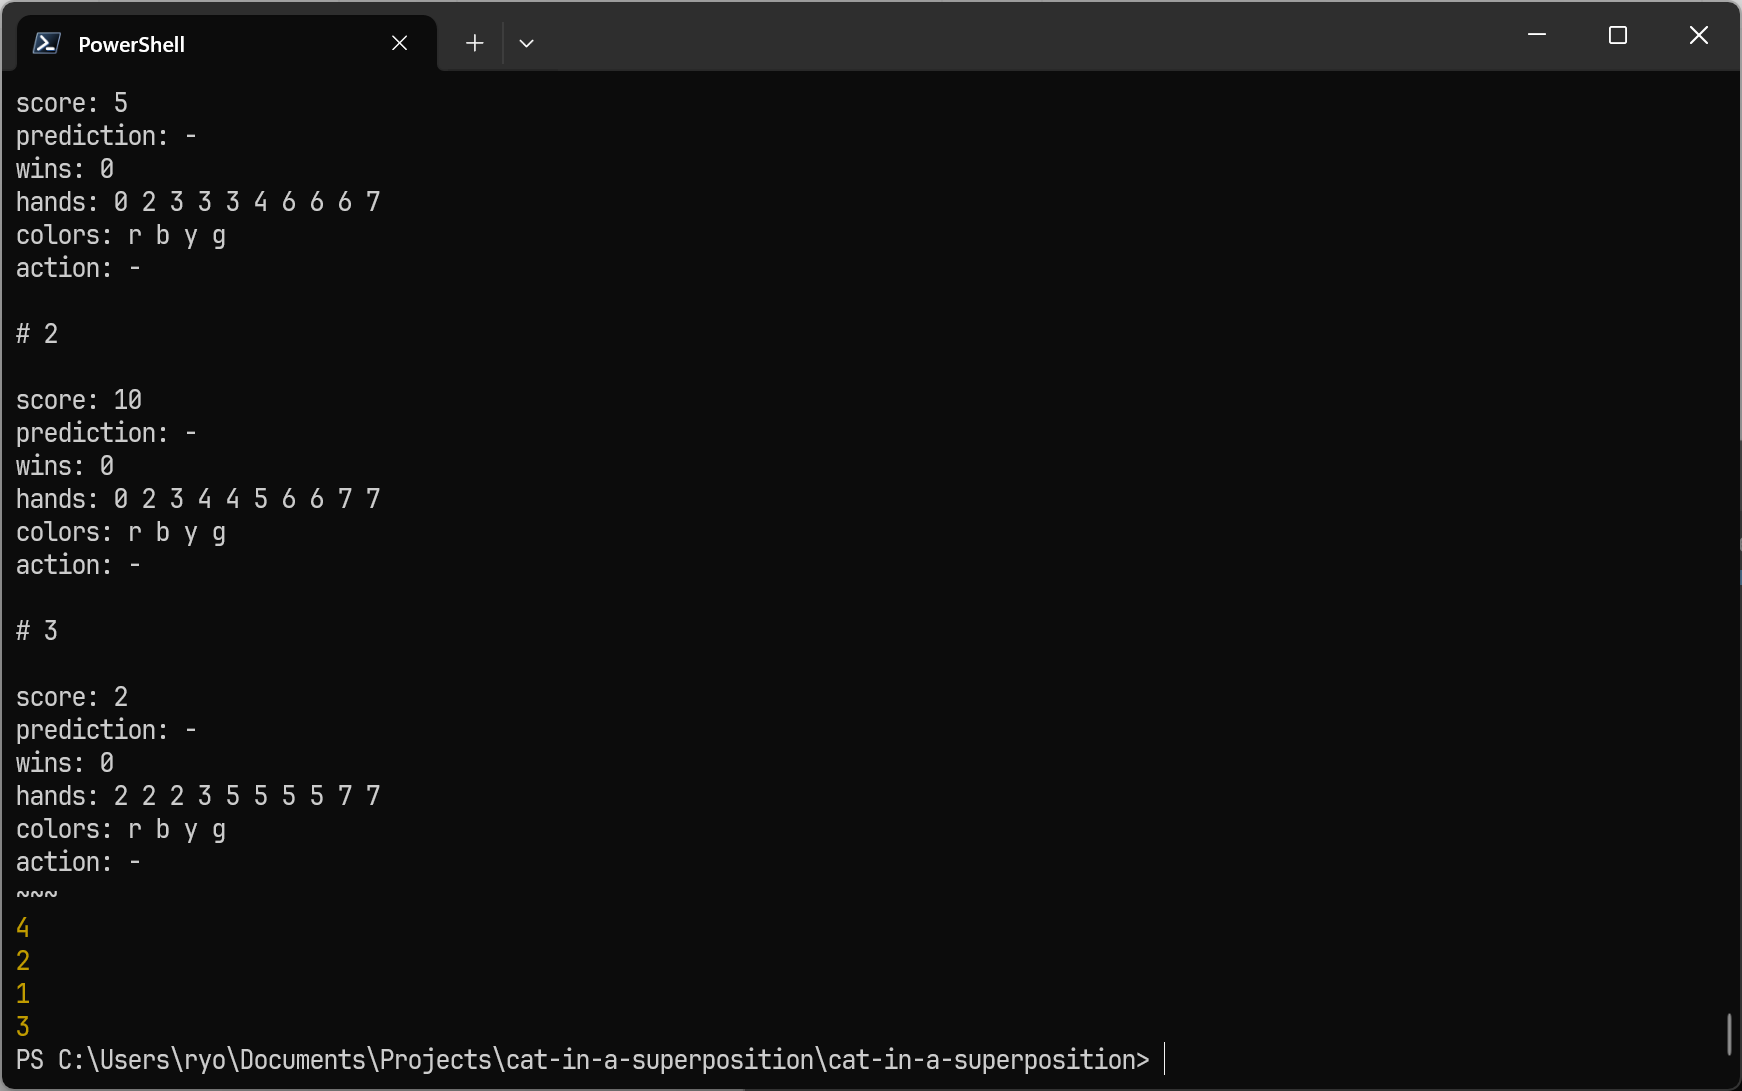 PowerShell
score: 5
prediction: -
wins: 0
hands: 0 2 3 3 3 4 6 6 6 7
colors: r b y g
action: -
# 2
score: 10
prediction: -
wins: 0
hands: 0 2 3 4 4 5 6 6 7 7
colors: r b y g
action: -
# 3
score: 2
prediction: -
wins: 0
hands: 2 2 2 3 5 5 5 5 7 7
colors: r b y g
action: -
~~~
4
2
1
3
PS C:\Users\ryo\Documents\Projects\cat-in-a-superposition\cat-in-a-superposition>